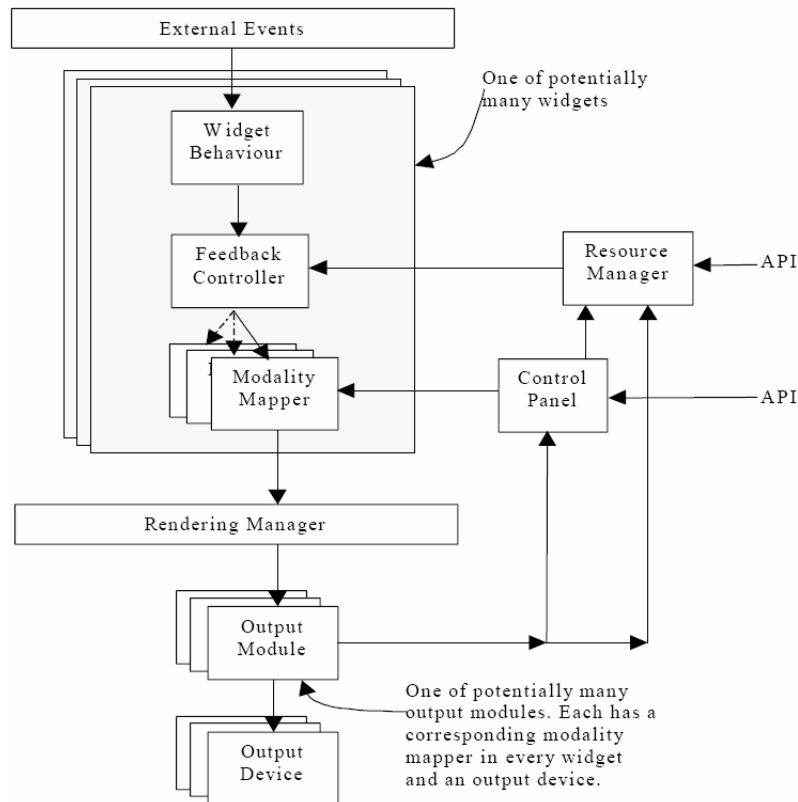 External Events
One of potentially
many widgets
Widget
Behaviour
Feedback
Controller
Resource
Manager
API
Modality
Mapper
Control
Panel
API
Rendering Manager
Output
Module
One of potentially many
output modules. Each has a
corresponding modality
mapper in every widget
and an output device.
Output
Device